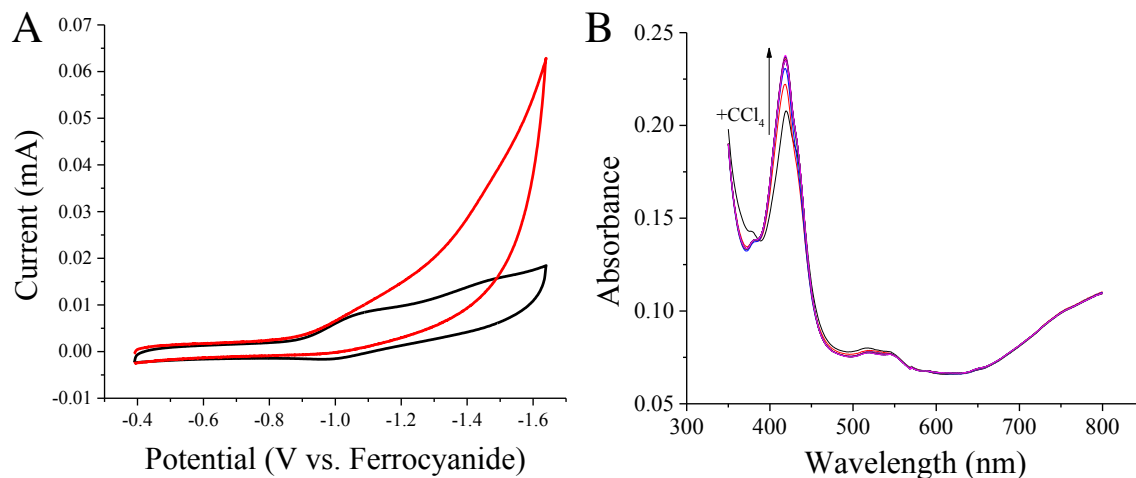 A
0.07
0.06
0.05
0.04
0.03
0.02
0.01
0.00
-0.01
Current (mA)
-0.4 -0.6 -0.8 -1.0 -1.2 -1.4 -1.6
Potential (V vs. Ferrocyanide)
B
0.25
0.20
0.15
0.10
0.05
Absorbance
+CCl₄
300 400 500 600 700 800
Wavelength (nm)